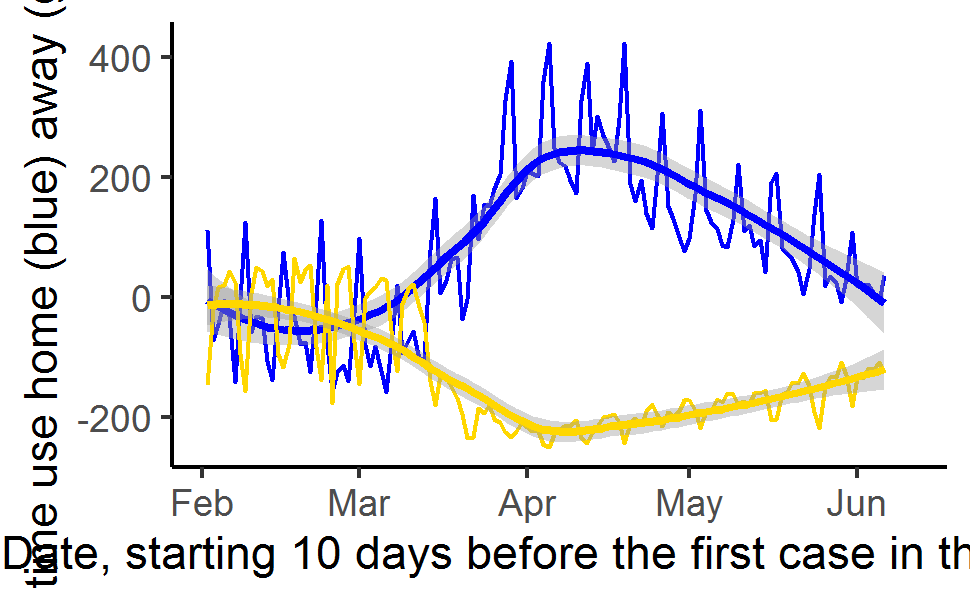 time use home (blue) away (
400
200
0
-200
Feb Mar Apr May Jun
Date, starting 10 days before the first case in th